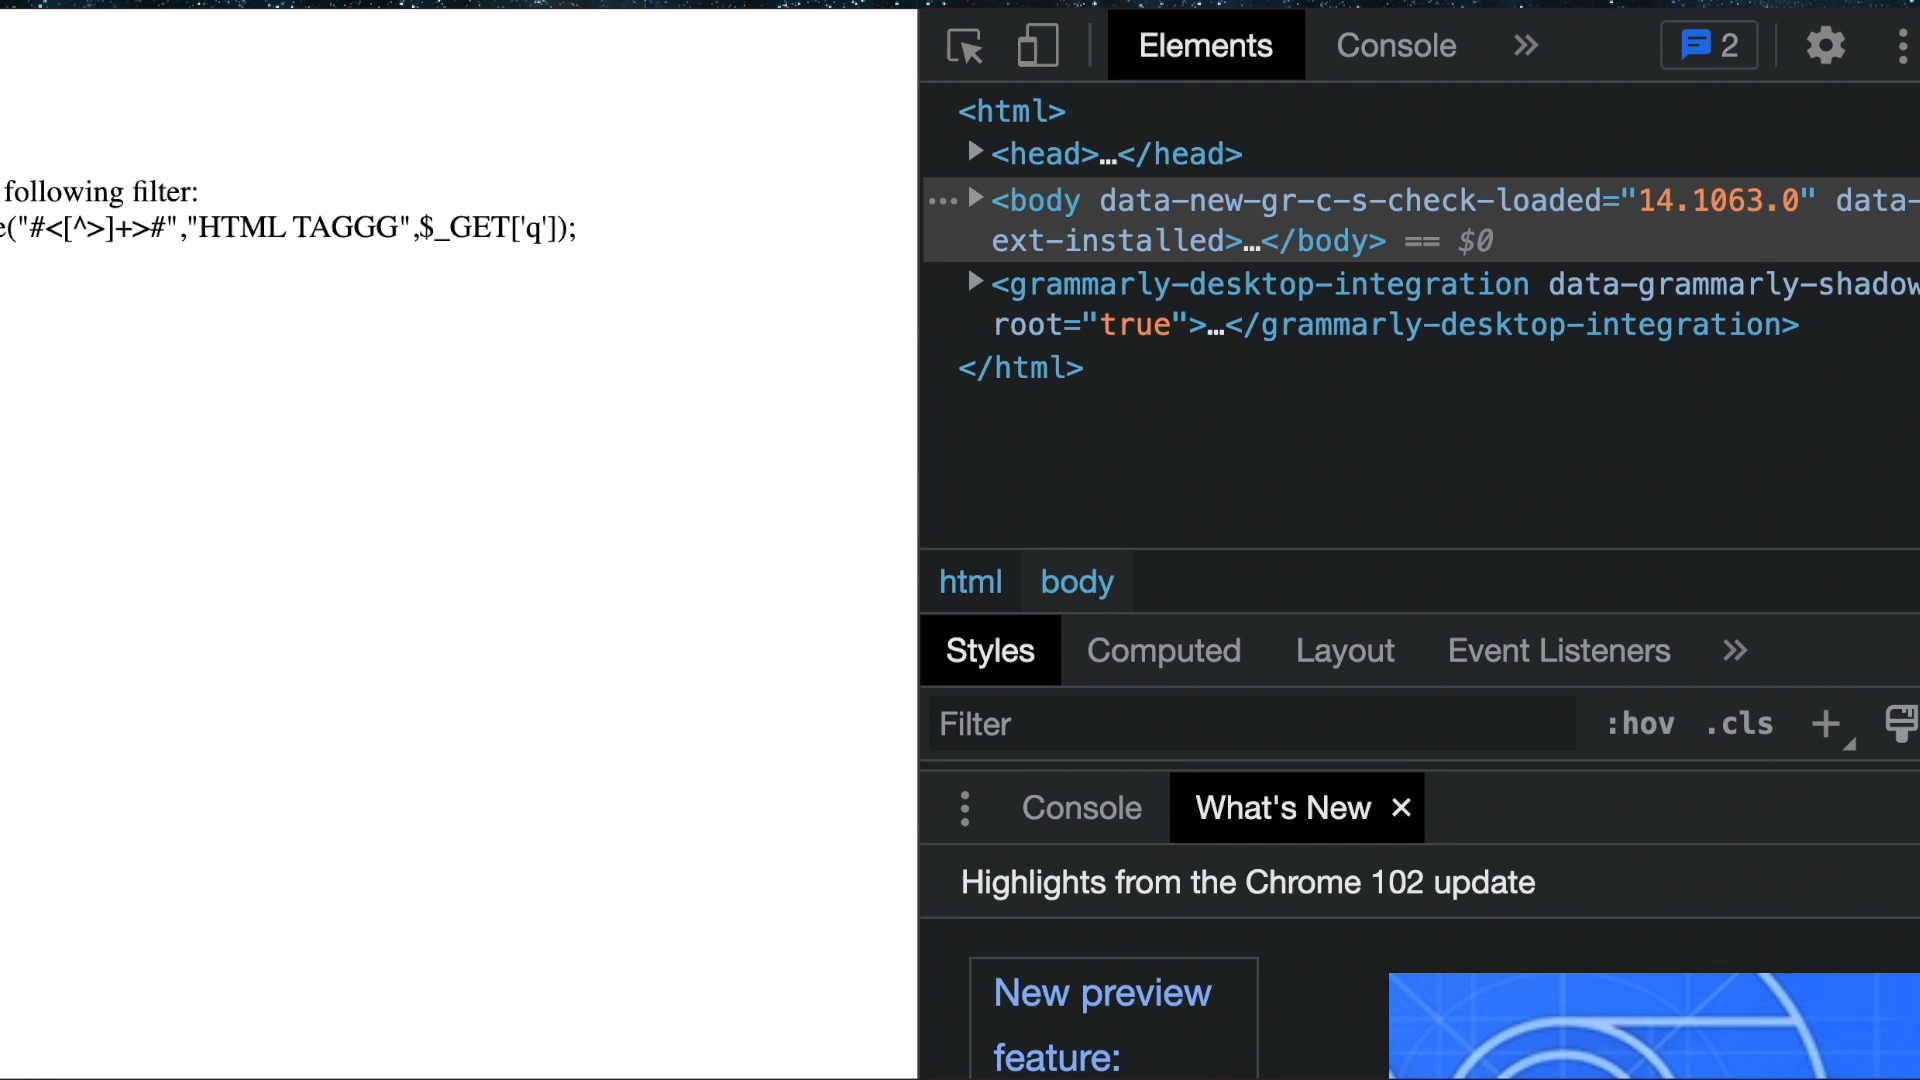 following filter:
e("#<[^>]+>#","HTML TAGGG",$_GET['q']);
Elements Console » 2
<html>
<head>…</head>
<body data-new-gr-c-s-check-loaded="14.1063.0" data-
ext-installed>…</body> == $0
<grammarly-desktop-integration data-grammarly-shadow
root="true">…</grammarly-desktop-integration>
</html>
html body
Styles Computed Layout Event Listeners »
Filter :hov .cls +
Console What's New ×
Highlights from the Chrome 102 update
New preview
feature: